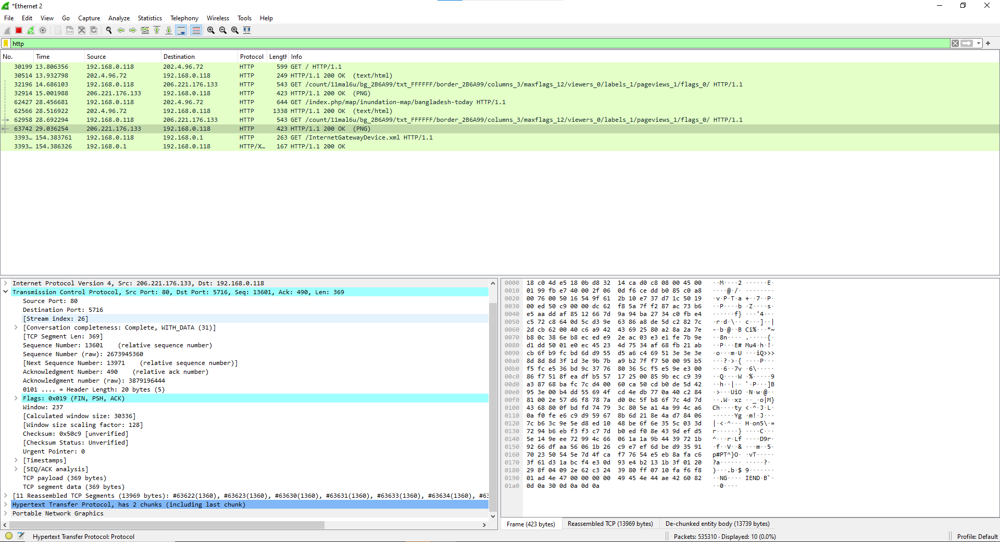 *Ethernet 2
File Edit View Go Capture Analyze Statistics Telephony Wireless Tools Help
http
No. Time Source Destination Protocol Length Info
30199 13.806356 192.168.0.118 202.4.96.72 HTTP 599 GET / HTTP/1.1
30514 13.932798 202.4.96.72 192.168.0.118 HTTP 249 HTTP/1.1 200 OK (text/html)
32196 14.686103 192.168.0.118 206.221.176.133 HTTP 543 GET /count/11mal6u/bg_2B6A99/txt_FFFFFF/border_2B6A99/columns_3/maxflags_12/viewers_0/labels_1/pageviews_1/flags_0/ HTTP/1.1
32914 15.001988 206.221.176.133 192.168.0.118 HTTP 423 HTTP/1.1 200 OK (PNG)
62427 28.456681 192.168.0.118 202.4.96.72 HTTP 644 GET /index.php/map/inundation-map/bangladesh-today HTTP/1.1
62566 28.516922 202.4.96.72 192.168.0.118 HTTP 1338 HTTP/1.1 200 OK (text/html)
62958 28.692294 192.168.0.118 206.221.176.133 HTTP 543 GET /count/11mal6u/bg_2B6A99/txt_FFFFFF/border_2B6A99/columns_3/maxflags_12/viewers_0/labels_1/pageviews_1/flags_0/ HTTP/1.1
63742 29.036254 206.221.176.133 192.168.0.118 HTTP 423 HTTP/1.1 200 OK (PNG)
3393… 154.383761 192.168.0.118 192.168.0.1 HTTP 263 GET /InternetGatewayDevice.xml HTTP/1.1
3393… 154.386326 192.168.0.1 192.168.0.118 HTTP/X… 167 HTTP/1.1 200 OK
Internet Protocol Version 4, Src: 206.221.176.133, Dst: 192.168.0.118
Transmission Control Protocol, Src Port: 80, Dst Port: 5716, Seq: 13601, Ack: 490, Len: 369
Source Port: 80
Destination Port: 5716
[Stream index: 26]
[Conversation completeness: Complete, WITH_DATA (31)]
[TCP Segment Len: 369]
Sequence Number: 13601 (relative sequence number)
Sequence Number (raw): 2673945360
[Next Sequence Number: 13971 (relative sequence number)]
Acknowledgment Number: 490 (relative ack number)
Acknowledgment number (raw): 3879196444
0101 .... = Header Length: 20 bytes (5)
Flags: 0x019 (FIN, PSH, ACK)
Window: 237
[Calculated window size: 30336]
[Window size scaling factor: 128]
Checksum: 0x50c9 [unverified]
[Checksum Status: Unverified]
Urgent Pointer: 0
[Timestamps]
[SEQ/ACK analysis]
TCP payload (369 bytes)
TCP segment data (369 bytes)
[11 Reassembled TCP Segments (13969 bytes): #63622(1360), #63623(1360), #63630(1360), #63631(1360), #63633(1360), #63634(1360), #63
Hypertext Transfer Protocol, has 2 chunks (including last chunk)
Portable Network Graphics
0000 18 c0 4d e5 18 0b d8 32 14 ca d0 c8 08 00 45 00 ··M····2 ······E·
0010 01 99 fb e7 40 00 2f 06 0d f6 ce dd b0 85 c0 a8 ····@·/· ········
0020 00 76 00 50 16 54 9f 61 2b 10 e7 37 d7 1c 50 19 ·v·P·T·a +··7··P·
0030 00 ed 50 c9 00 00 dc 62 f8 5a 7f f2 87 ac 73 b6 ··P····b ·Z····s·
0040 e5 aa dd af 85 12 66 7d 9a 94 ba 27 34 c0 fb e4 ······f} ···'4···
0050 c5 72 c8 64 0d 5c d3 9e 63 86 a8 de 5d c2 82 7c ·r·d·\·· c···]··|
0060 2d cb 62 00 40 c6 a9 42 43 69 25 80 a2 8a 2a 7e -·b·@··B Ci%···*~
0070 b8 0c 38 6e b8 ec ed e9 2e ac 03 e3 e1 fe 7b 9e ··8n···· .·····{·
0080 d1 dd 50 01 e0 ec 45 23 4d 75 34 af 68 fb 21 ab ··P···E# Mu4·h·!·
cb 6f b9 fc bd 6d d9 55 d5 a6 c4 69 51 3e 3e 3e ·o···m·U ···iQ>>>
00a0 8d 8d 8d 3f 1d 3e 9b 7b a9 b2 7f f7 50 00 95 b5 ···?·>·{ ····P···
00b0 f5 fc e5 36 bd 9c 37 76 80 36 5c f5 e5 9e e3 00 ···6··7v ·6\·····
00c0 86 f7 51 8f ea df b5 57 17 25 00 85 9b ec c9 39 ··Q····W ·%·····9
00d0 a3 87 68 ba fc 7c d4 00 60 ca 50 cd b0 de 5d 42 ··h··|·· `·P···]B
00e0 95 3e 00 b4 dd 55 69 4f cd 4e db 77 0a 40 c2 84 ·>···UiO ·N·w·@··
00f0 81 00 2e 57 d6 f8 78 7a d0 0c 5f b8 6f 7c 4d 7d ··.W··xz ··_·o|M}
0100 43 68 80 0f bd fd 74 79 3c 80 5e a1 4a 99 4c a6 Ch····ty <·^·J·L·
0110 0a f0 fe e6 c9 d9 59 67 8b 6d 21 8e 4a d7 84 06 ······Yg ·m!·J···
0120 7c b6 3c 9e 5e d8 ed 10 48 be 6f 6e 35 5c 03 3d |·<·^··· H·on5\·=
0130 72 94 b6 eb f3 f3 c7 7d b0 ed f0 8e 43 9d ef d5 r······} ····C···
0140 5e 14 9e ee 72 99 4c 66 06 1a 1a 9b 44 39 72 1b ^···r·Lf ····D9r·
0150 92 66 df aa 56 06 1b 26 c9 e7 ef 6d be d9 35 91 ·f··V··& ···m··5·
0160 70 23 50 54 5e 7d 4f ca f7 76 54 e5 eb 8a fa c6 p#PT^}O· ·vT·····
0170 3f 61 d3 1a bc f4 e3 0d 93 e4 b2 13 1b 3f 01 20 ?a······ ·····?·
0180 29 8f 04 09 2e 62 c3 24 39 80 ff 07 10 fa f6 f8 )···.b·$ 9·······
0190 01 ad 4e 47 00 00 00 00 49 45 4e 44 ae 42 60 82 ··NG···· IEND·B`·
01a0 0d 0a 30 0d 0a 0d 0a ··0····
Frame (423 bytes) Reassembled TCP (13969 bytes) De-chunked entity body (13739 bytes)
Hypertext Transfer Protocol: Protocol Packets: 535310 · Displayed: 10 (0.0%) Profile: Default